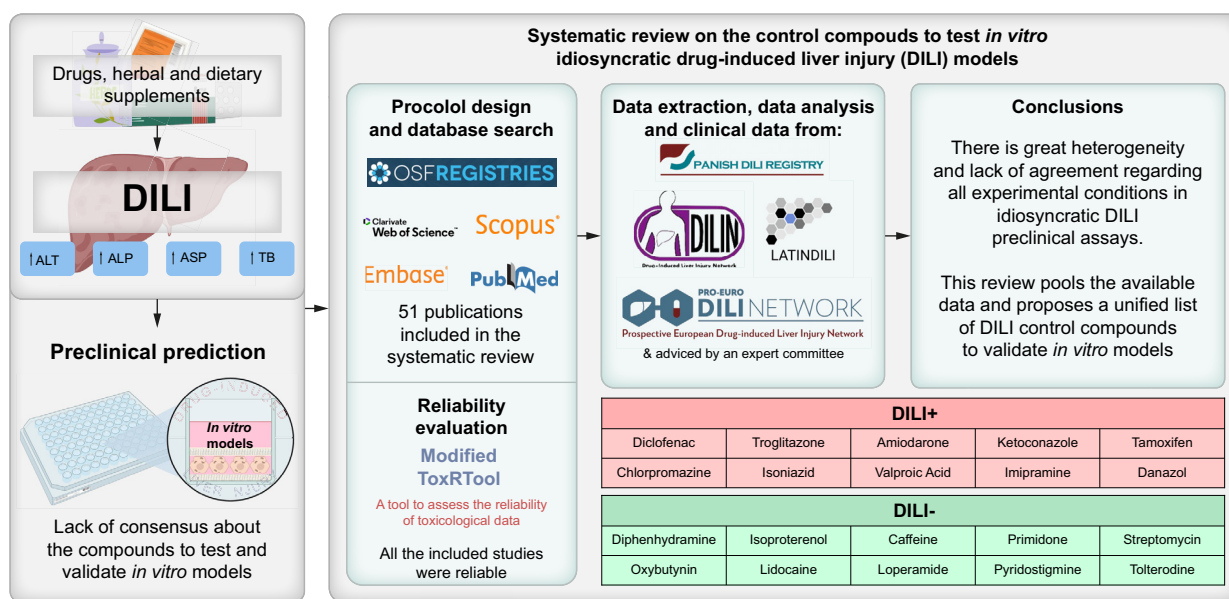 Drugs, herbal and dietary
supplements
DILI
↑ALT
↑ALP
↑ASP
↑TB
Preclinical prediction
DRUG-INDUCED
In vitro
models
LIVER INJURY
Lack of consensus about
the compounds to test and
validate in vitro models
Systematic review on the control compouds to test in vitro
idiosyncratic drug-induced liver injury (DILI) models
Procolol design
and database search
OSFREGISTRIES
Clarivate
Web of Science™
Scopus®
Embase®
PubMed
51 publications
included in the
systematic review
Reliability
evaluation
Modified
ToxRTool
A tool to assess the reliability
of toxicological data
All the included studies
were reliable
Data extraction, data analysis
and clinical data from:
PANISH DILI REGISTRY
DILIN
Drug-Induced Liver Injury Network
LATINDILI
PRO-EURO
DILI NETWORK
Prospective European Drug-induced Liver Injury Network
& adviced by an expert committee
Conclusions
There is great heterogeneity
and lack of agreement regarding
all experimental conditions in
idiosyncratic DILI
preclinical assays.
This review pools the available
data and proposes a unified list
of DILI control compounds
to validate in vitro models
DILI+
Diclofenac Troglitazone Amiodarone Ketoconazole Tamoxifen
Chlorpromazine Isoniazid Valproic Acid Imipramine Danazol
DILI-
Diphenhydramine Isoproterenol Caffeine Primidone Streptomycin
Oxybutynin Lidocaine Loperamide Pyridostigmine Tolterodine